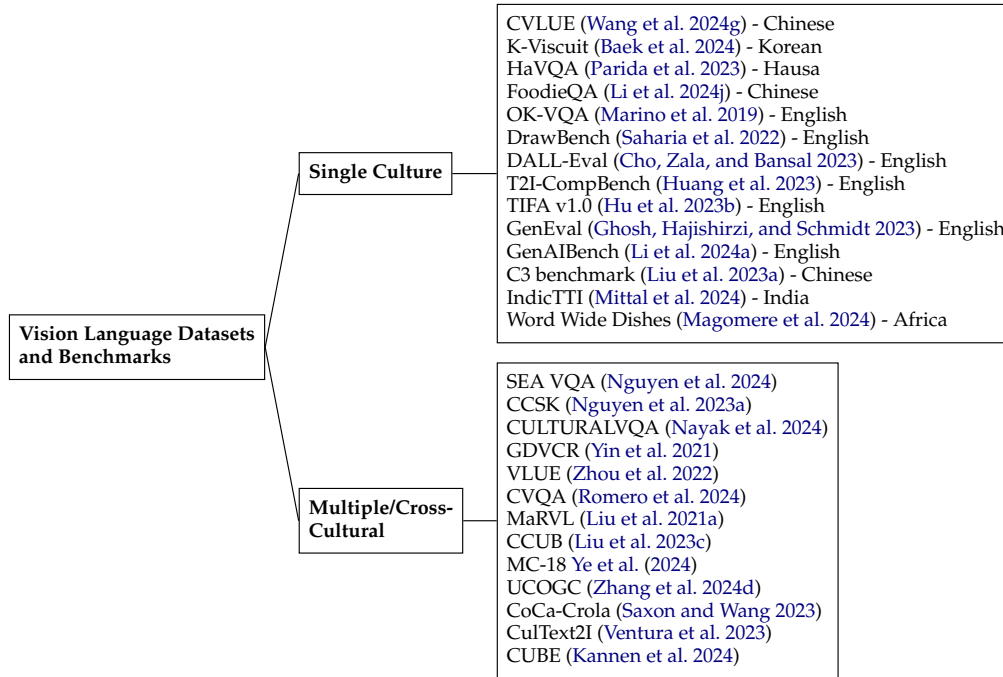 Vision Language Datasets
and Benchmarks
Single Culture
CVLUE (Wang et al. 2024g) - Chinese
K-Viscuit (Baek et al. 2024) - Korean
HaVQA (Parida et al. 2023) - Hausa
FoodieQA (Li et al. 2024j) - Chinese
OK-VQA (Marino et al. 2019) - English
DrawBench (Saharia et al. 2022) - English
DALL-Eval (Cho, Zala, and Bansal 2023) - English
T2I-CompBench (Huang et al. 2023) - English
TIFA v1.0 (Hu et al. 2023b) - English
GenEval (Ghosh, Hajishirzi, and Schmidt 2023) - English
GenAIBench (Li et al. 2024a) - English
C3 benchmark (Liu et al. 2023a) - Chinese
IndicTTI (Mittal et al. 2024) - India
Word Wide Dishes (Magomere et al. 2024) - Africa
Multiple/Cross-
Cultural
SEA VQA (Nguyen et al. 2024)
CCSK (Nguyen et al. 2023a)
CULTURALVQA (Nayak et al. 2024)
GDVCR (Yin et al. 2021)
VLUE (Zhou et al. 2022)
CVQA (Romero et al. 2024)
MaRVL (Liu et al. 2021a)
CCUB (Liu et al. 2023c)
MC-18 Ye et al. (2024)
UCOGC (Zhang et al. 2024d)
CoCa-Crola (Saxon and Wang 2023)
CulText2I (Ventura et al. 2023)
CUBE (Kannen et al. 2024)